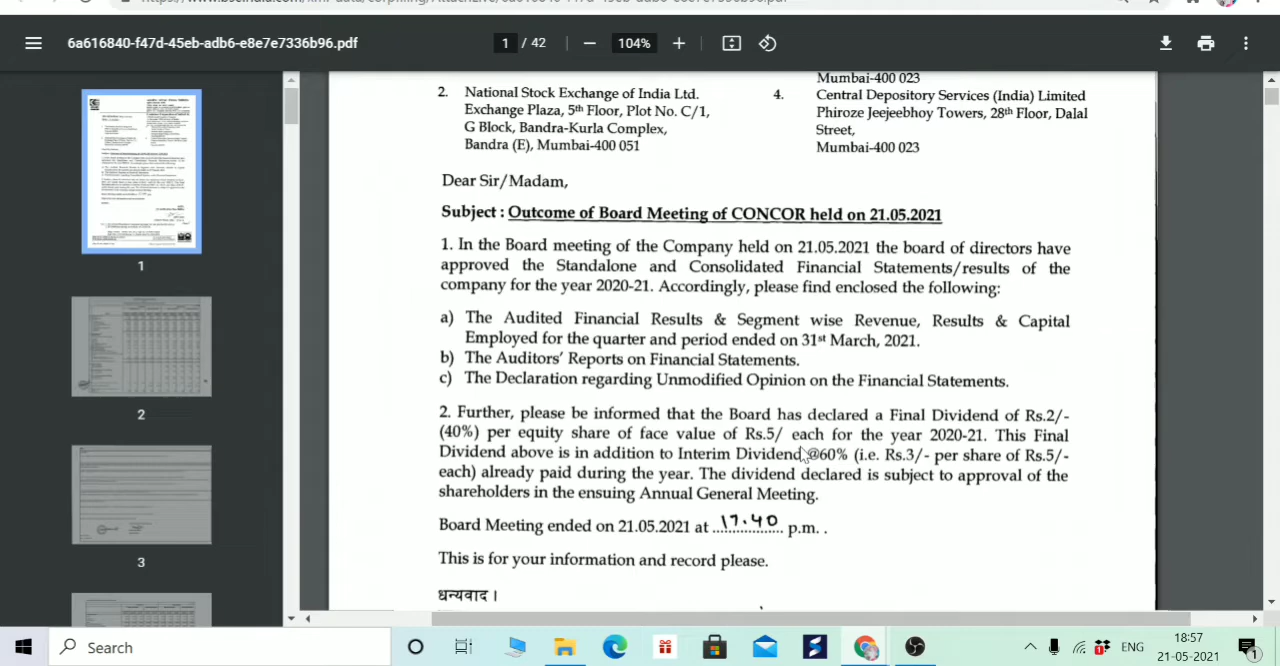 6a616840-f47d-45eb-adb6-e8e7e7336b96.pdf
1 / 42
104%
Mumbai-400 023
2. National Stock Exchange of India Ltd.
Exchange Plaza, 5th Floor, Plot No. C/1,
G Block, Bandra-Kurla Complex,
Bandra (E), Mumbai-400 051
4. Central Depository Services (India) Limited
Phiroze Jeejeebhoy Towers, 28th Floor, Dalal
Street,
Mumbai-400 023
Dear Sir/Madam,
Subject : Outcome of Board Meeting of CONCOR held on 21.05.2021
1. In the Board meeting of the Company held on 21.05.2021 the board of directors have
approved the Standalone and Consolidated Financial Statements/results of the
company for the year 2020-21. Accordingly, please find enclosed the following:
a) The Audited Financial Results & Segment wise Revenue, Results & Capital
Employed for the quarter and period ended on 31st March, 2021.
b) The Auditors' Reports on Financial Statements.
c) The Declaration regarding Unmodified Opinion on the Financial Statements.
2. Further, please be informed that the Board has declared a Final Dividend of Rs.2/-
(40%) per equity share of face value of Rs.5/ each for the year 2020-21. This Final
Dividend above is in addition to Interim Dividend @60% (i.e. Rs.3/- per share of Rs.5/-
each) already paid during the year. The dividend declared is subject to approval of the
shareholders in the ensuing Annual General Meeting.
Board Meeting ended on 21.05.2021 at 17.40 p.m. .
This is for your information and record please.
धन्यवाद ।
1
2
3
Search
ENG
18:57
21-05-2021
1